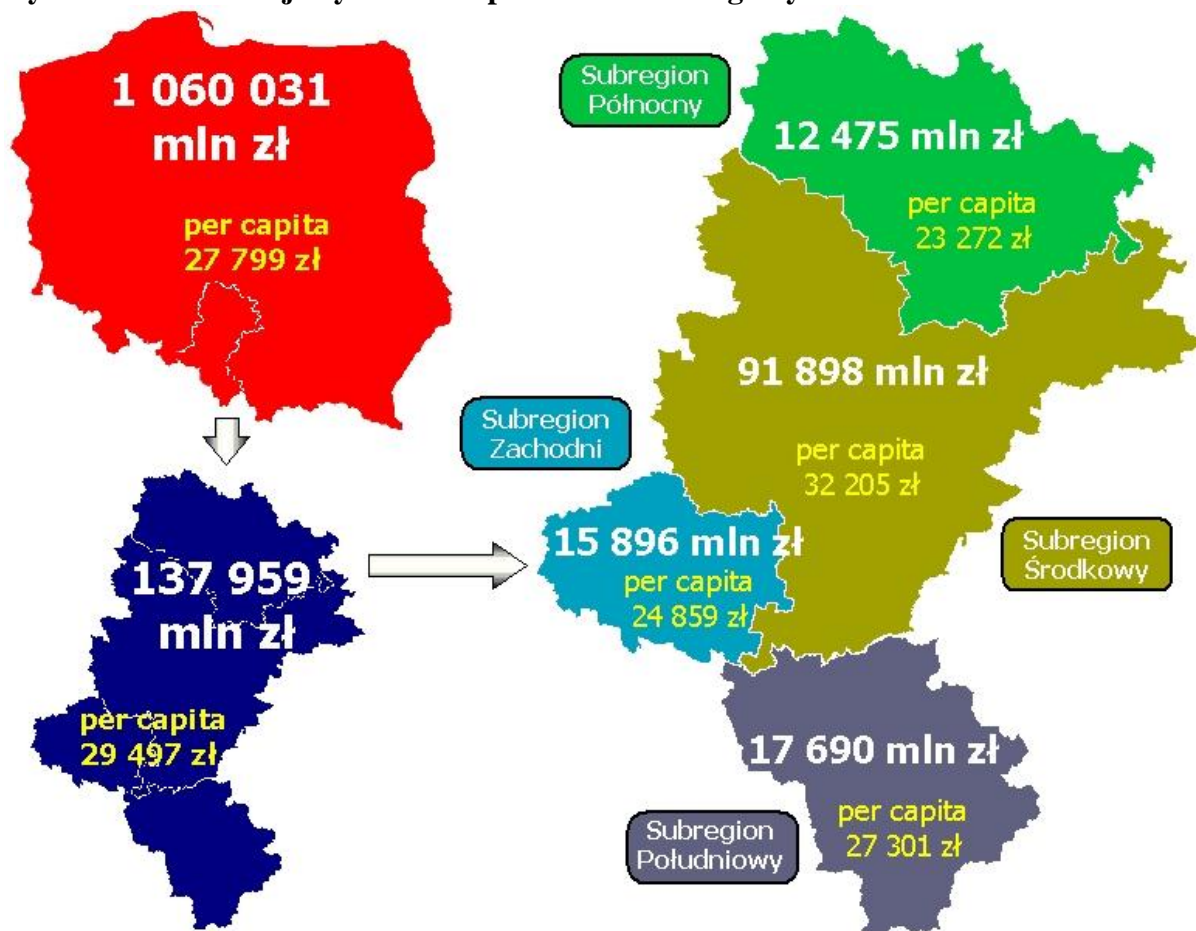 1 060 031
mln zł
per capita
27 799 zł
137 959
mln zł
per capita
29 497 zł
Subregion
Północny
12 475 mln zł
per capita
23 272 zł
91 898 mln zł
per capita
32 205 zł
Subregion
Środkowy
Subregion
Zachodni
15 896 mln zł
per capita
24 859 zł
17 690 mln zł
per capita
27 301 zł
Subregion
Południowy